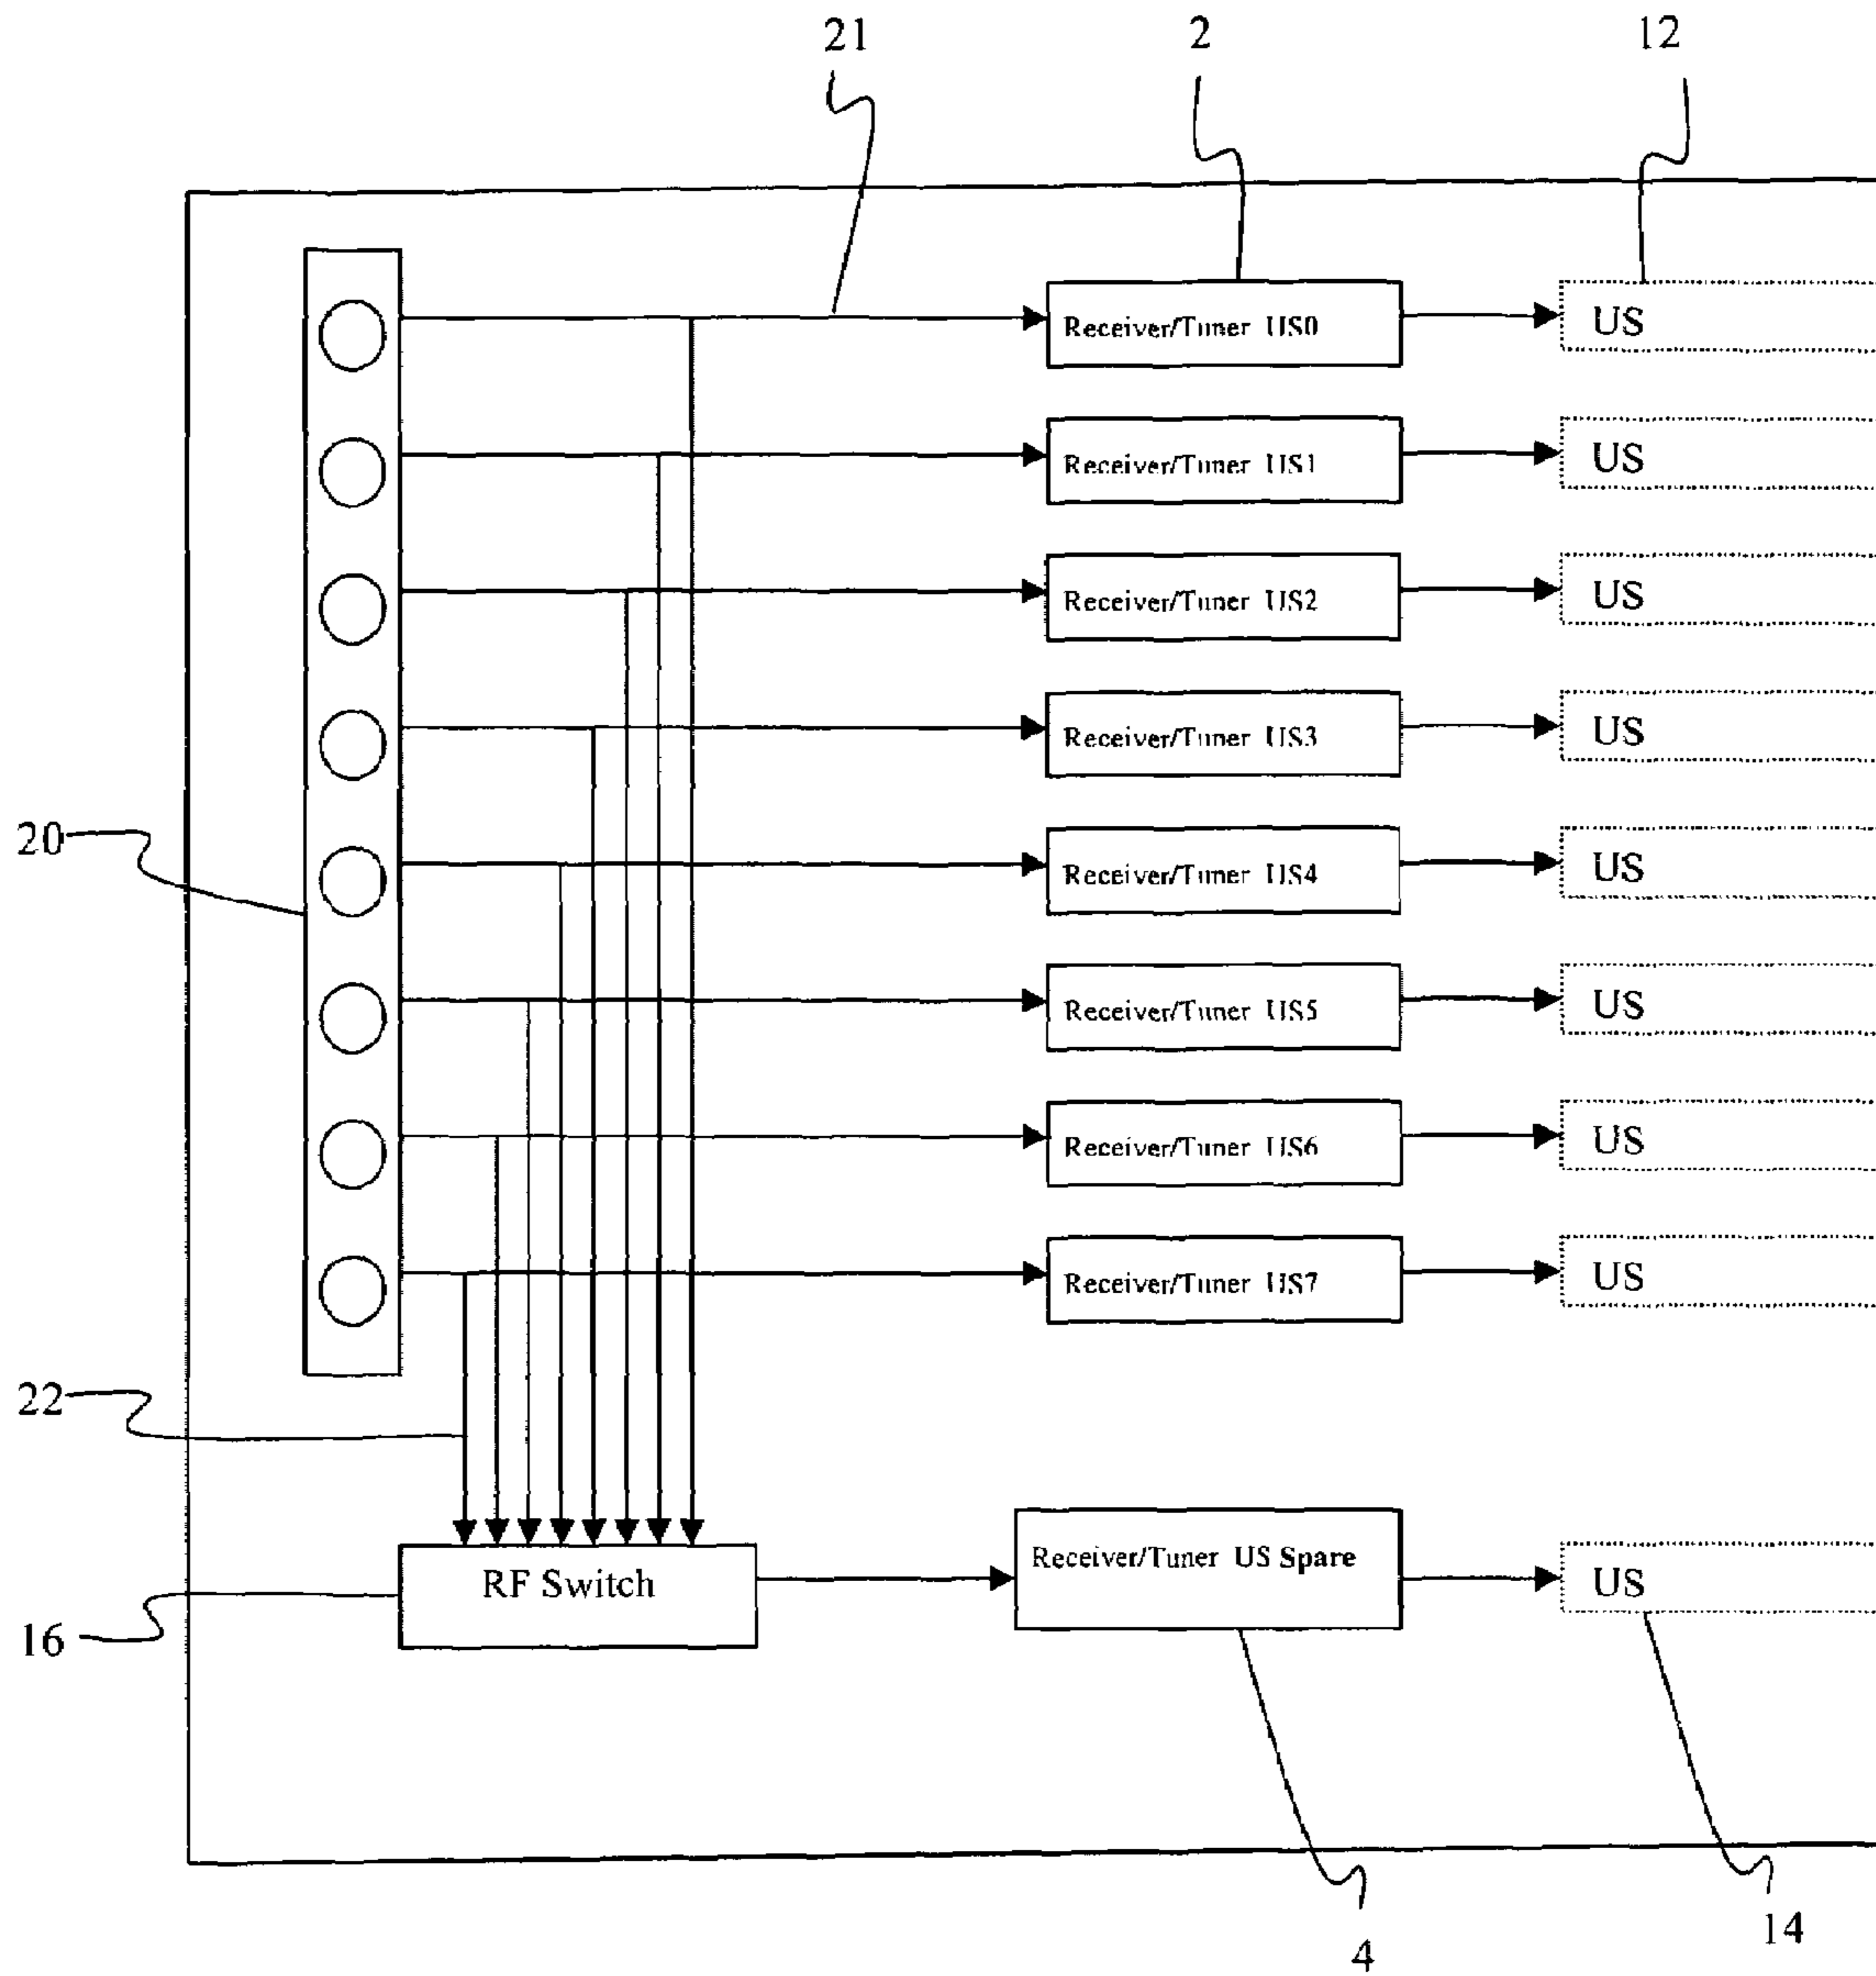 21 2 12
Receiver/Tuner US0 US
Receiver/Tuner US1 US
Receiver/Tuner US2 US
Receiver/Tuner US3 US
20
Receiver/Tuner US4 US
Receiver/Tuner US5 US
Receiver/Tuner US6 US
Receiver/Tuner US7 US
22
RF Switch Receiver/Tuner US Spare US
16
4 14